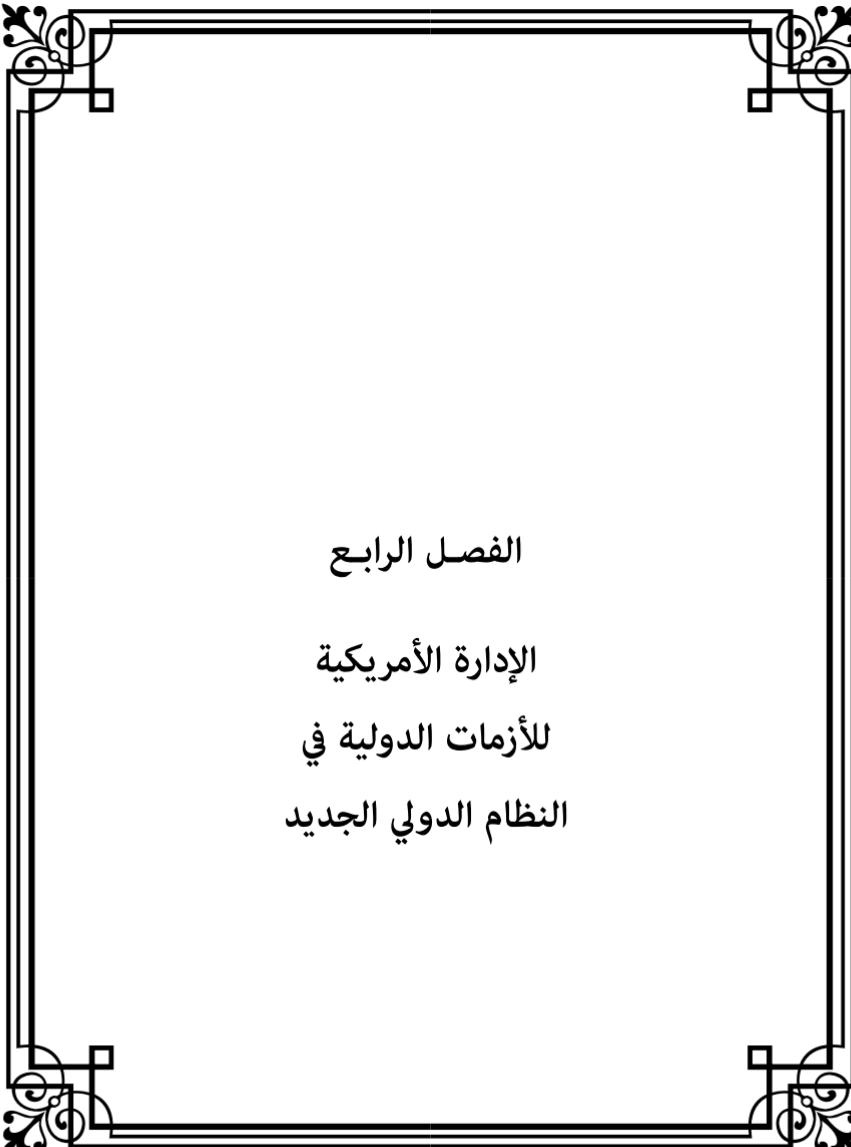 الفصـل الرابـع
الإدارة الأمريكية
للأزمات الدولية في
النظام الدولي الجديد